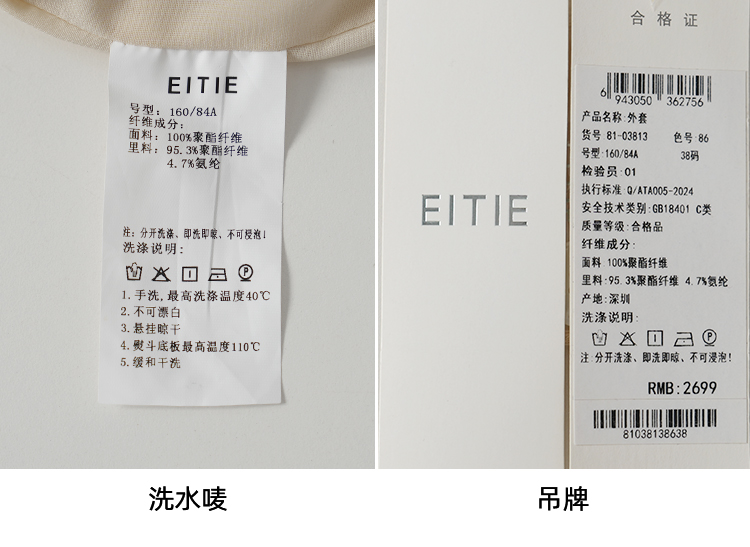 EITIE
号型：160/84A
纤维成分：
面料：100%聚酯纤维
里料：95.3%聚酯纤维
4.7%氨纶
注：分开洗涤、即洗即晾、不可浸泡!
洗涤说明：
1.手洗,最高洗涤温度40℃
2.不可漂白
3.悬挂晾干
4.熨斗底板最高温度110℃
5.缓和干洗
洗水唛
EITIE
合格证
6 943050 362756
产品名称:外套
货号 81-03813 色号:86
号型:160/84A 38码
检验员:01
执行标准:Q/ATA005-2024
安全技术类别:GB18401 C类
质量等级:合格品
纤维成分:
面料:100%聚酯纤维
里料:95.3%聚酯纤维 4.7%氨纶
产地:深圳
洗涤说明:
注:分开洗涤、即洗即晾、不可浸泡!
RMB:2699
81038138638
吊牌